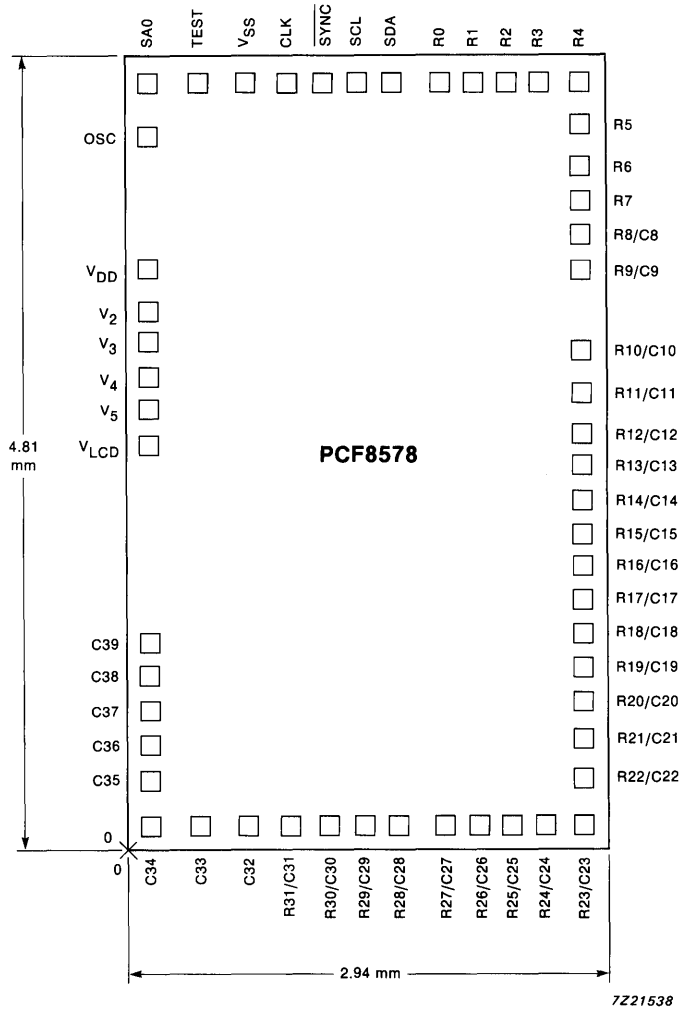 SA0
TEST
VSS
CLK
SYNC
SCL
SDA
R0
R1
R2
R3
R4
OSC
VDD
V2
V3
V4
V5
VLCD
4.81
mm
C39
C38
C37
C36
C35
PCF8578
R5
R6
R7
R8/C8
R9/C9
R10/C10
R11/C11
R12/C12
R13/C13
R14/C14
R15/C15
R16/C16
R17/C17
R18/C18
R19/C19
R20/C20
R21/C21
R22/C22
0
0
C34
C33
C32
R31/C31
R30/C30
R29/C29
R28/C28
R27/C27
R26/C26
R25/C25
R24/C24
R23/C23
2.94 mm
7Z21538